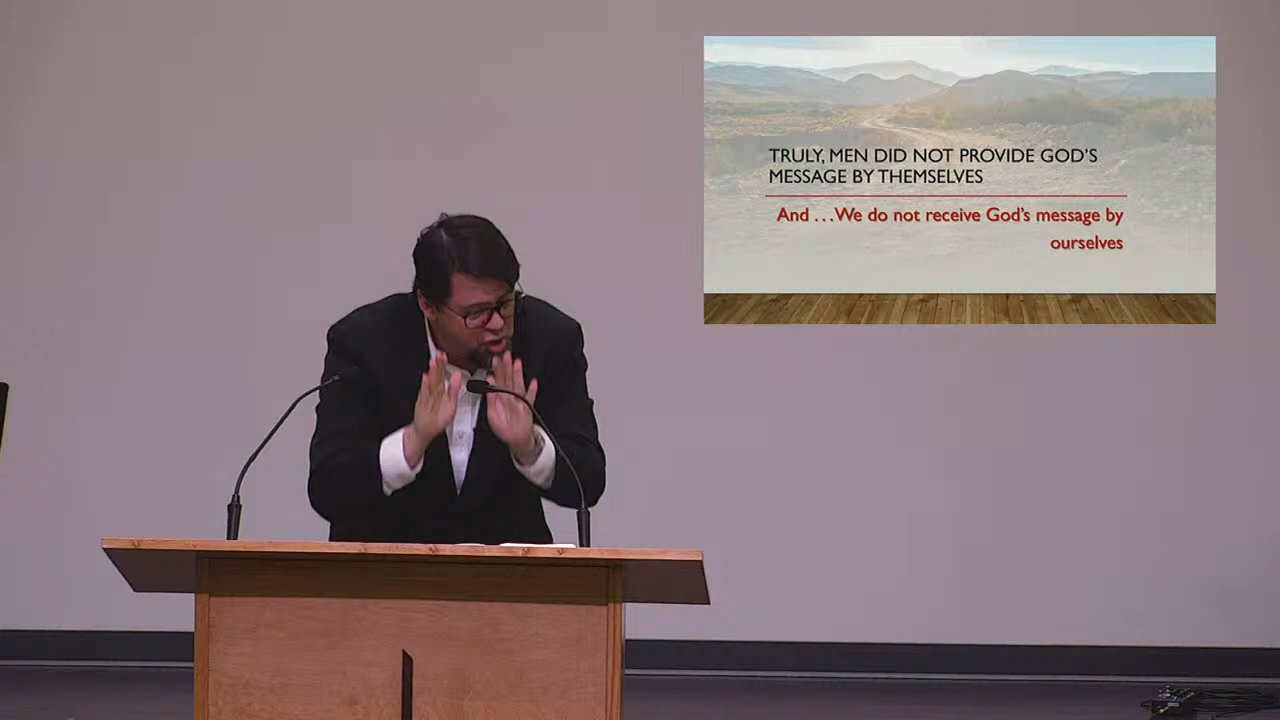 TRULY, MEN DID NOT PROVIDE GOD'S
MESSAGE BY THEMSELVES
And …We do not receive God's message by
ourselves